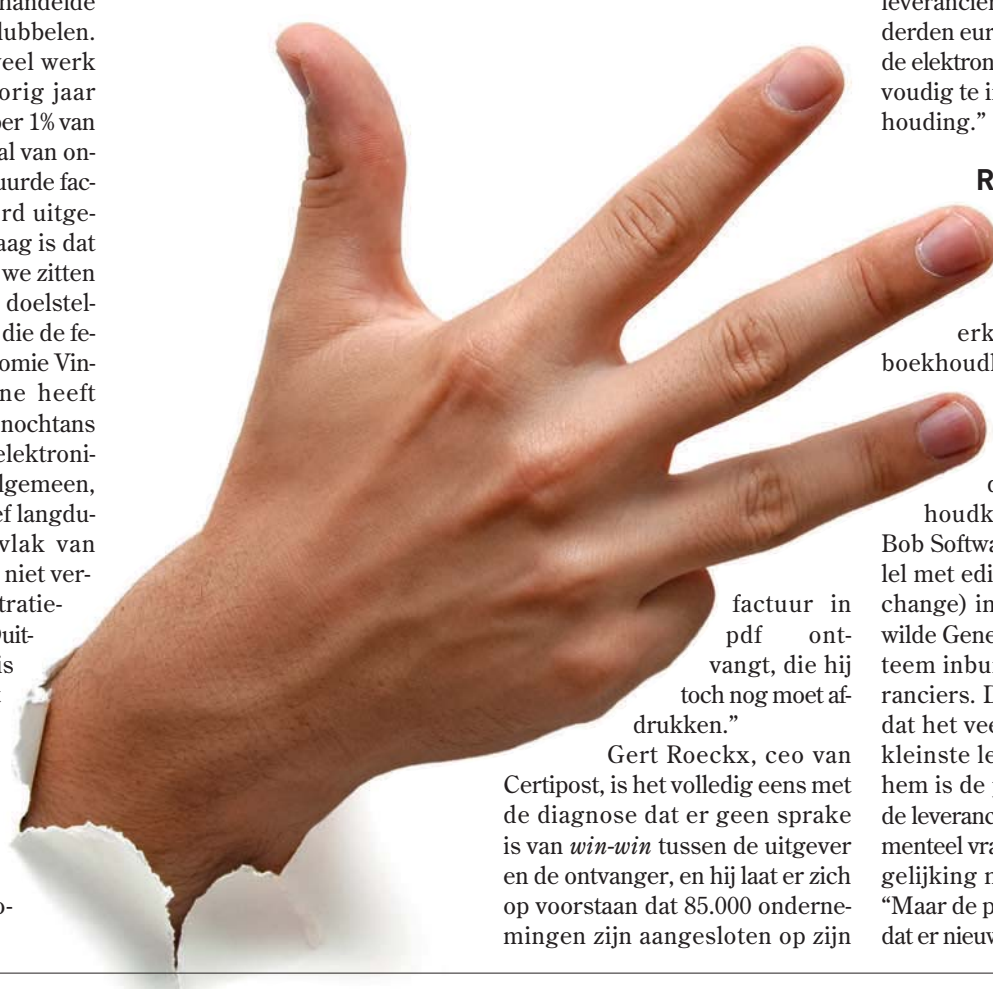 handelde
lubbelen.
eel werk
orig jaar
er 1% van
al van on-
uurde fac-
rd uitge-
aag is dat
we zitten
doelstel-
die de fe-
omie Vin-
ne heeft
nochtans
elektroni-
lgemeen,
ef langdu-
vlak van
niet ver-
tratie-
uit-
is
o-
factuur in
pdf ont-
vangt, die hij
toch nog moet af-
drukken.”
Gert Roeckx, ceo van
Certipost, is het volledig eens met
de diagnose dat er geen sprake
is van win-win tussen de uitgever
en de ontvanger, en hij laat er zich
op voorstaan dat 85.000 onderne-
mingen zijn aangesloten op zijn
leverancier
derden eur
de elektron
voudig te i
houding.”
R
erk
boekhoudl
houdk
Bob Softwa
lel met edi
change) in
wilde Gene
teem inbu
ranciers. D
dat het vee
kleinste le
hem is de
de leveranc
menteel vra
gelijking n
“Maar de p
dat er nieuw